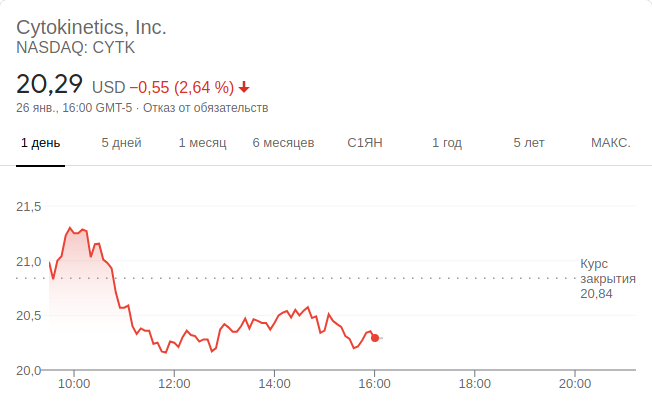 Cytokinetics, Inc.
NASDAQ: CYTK
20,29 USD −0,55 (2,64 %)
26 янв., 16:00 GMT-5 · Отказ от обязательств
1 день 5 дней 1 месяц 6 месяцев С1ЯН 1 год 5 лет МАКС.
21,5
21,0
20,5
20,0
Курс
закрытия
20,84
10:00 12:00 14:00 16:00 18:00 20:00